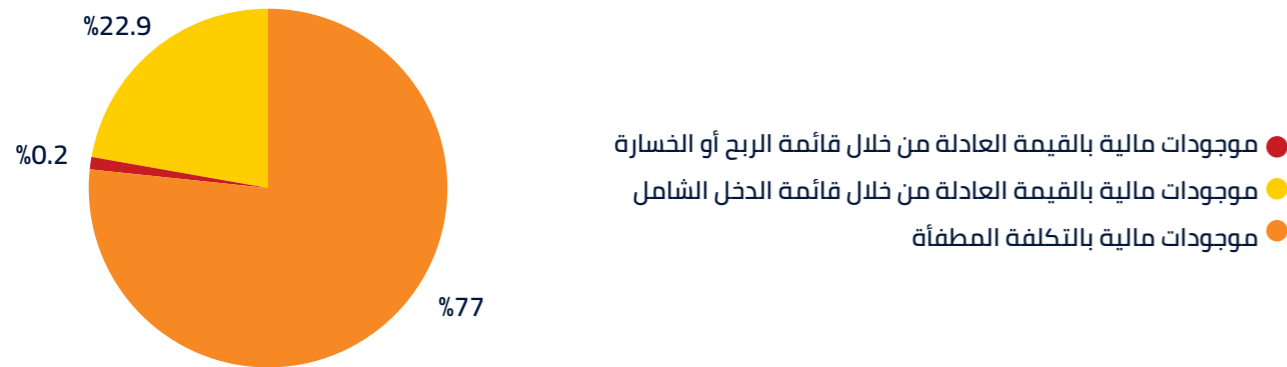 %22.9
%0.2
%77
موجودات مالية بالقيمة العادلة من خلال قائمة الربح أو الخسارة
موجودات مالية بالقيمة العادلة من خلال قائمة الدخل الشامل
موجودات مالية بالتكلفة المطفأة